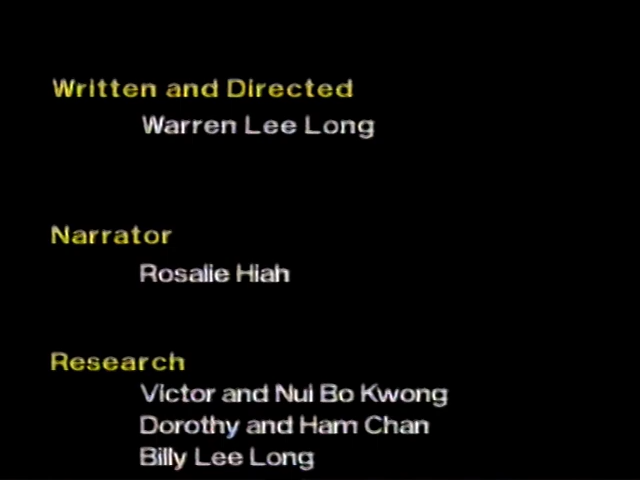 Written and Directed
Warren Lee Long
Narrator
Rosalie Hiah
Research
Victor and Nui Bo Kwong
Dorothy and Ham Chan
Billy Lee Long